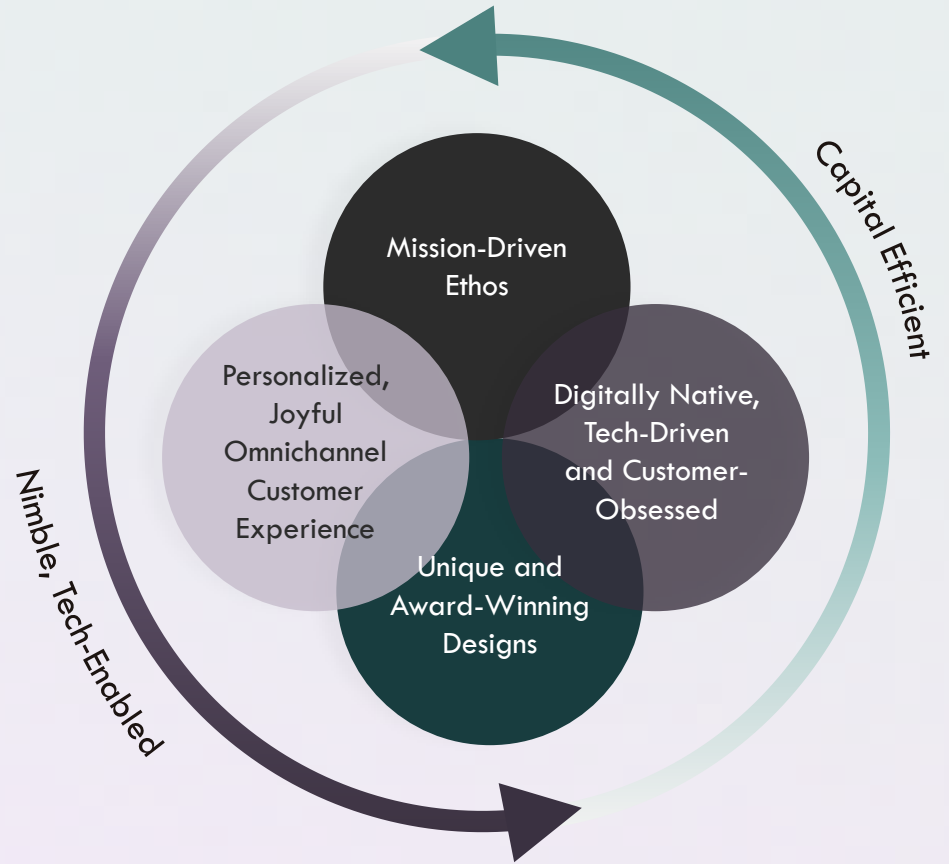 Capital Efficient
Mission-Driven
Ethos
Personalized,
Joyful
Omnichannel
Customer
Experience
Digitally Native,
Tech-Driven
and Customer-
Obsessed
Unique and
Award-Winning
Designs
Nimble, Tech-Enabled